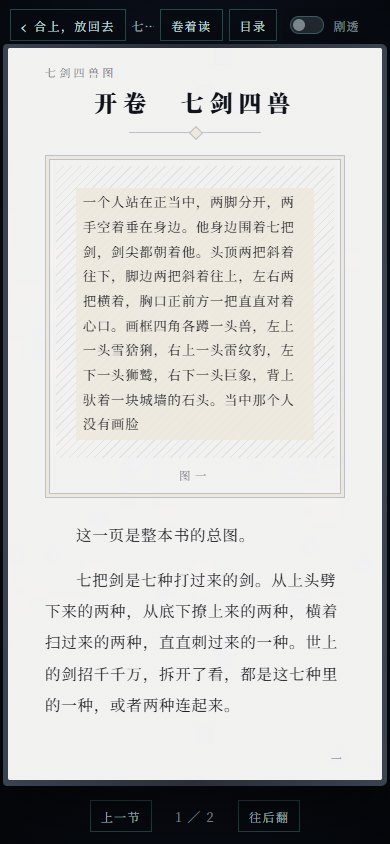 ‹ 合上，放回去 七… 卷着读 目录 剧透
七剑四兽图
开卷 七剑四兽
一个人站在正当中，两脚分开，两
手空着垂在身边。他身边围着七把
剑，剑尖都朝着他。头顶两把斜着
往下，脚边两把斜着往上，左右两
把横着，胸口正前方一把直直对着
心口。画框四角各蹲一头兽，左上
一头雪猞猁，右上一头雷纹豹，左
下一头狮鹫，右下一头巨象，背上
驮着一块城墙的石头。当中那个人
没有画脸
图一
这一页是整本书的总图。
七把剑是七种打过来的剑。从上头劈
下来的两种，从底下撩上来的两种，横着
扫过来的两种，直直刺过来的一种。世上
的剑招千千万，拆开了看，都是这七种里
的一种，或者两种连起来。
一
上一节 1 / 2 往后翻